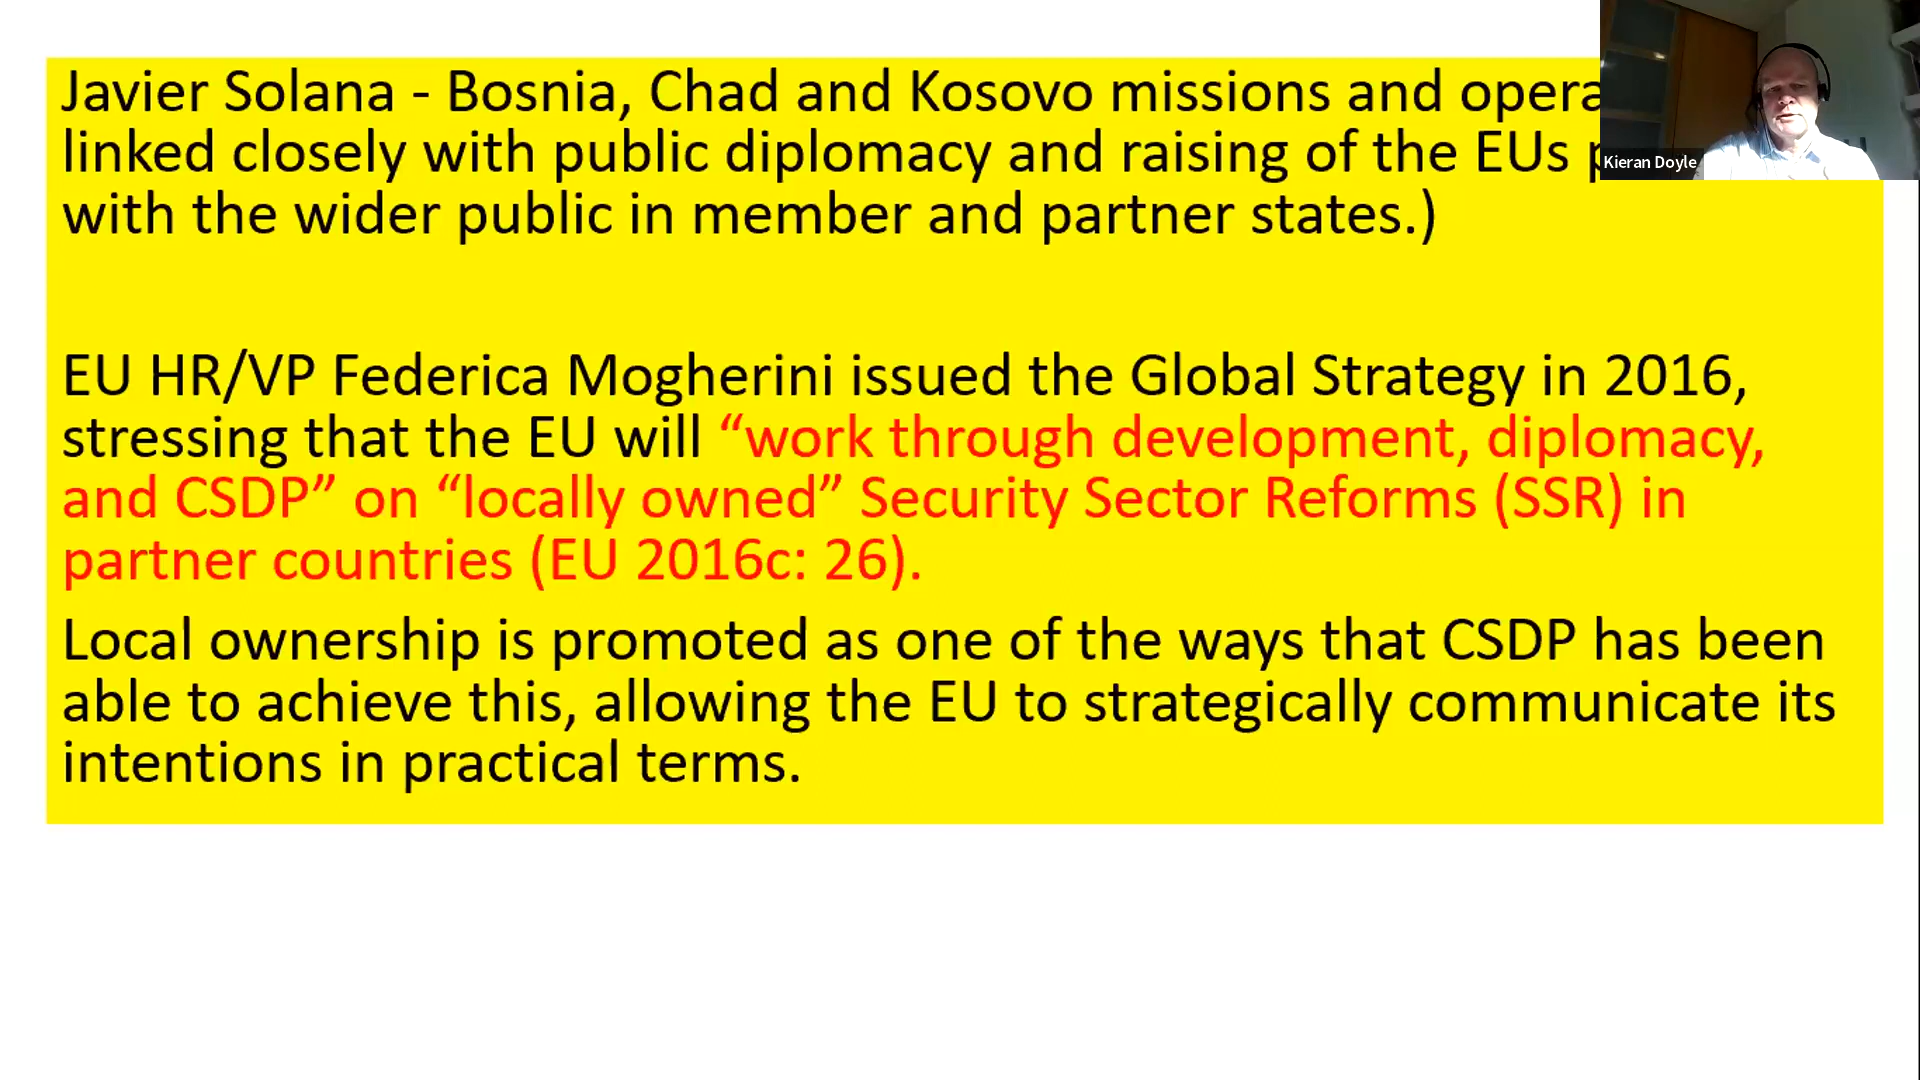 Javier Solana - Bosnia, Chad and Kosovo missions and opera
linked closely with public diplomacy and raising of the EUs
with the wider public in member and partner states.)
EU HR/VP Federica Mogherini issued the Global Strategy in 2016,
stressing that the EU will “work through development, diplomacy,
and CSDP” on “locally owned” Security Sector Reforms (SSR) in
partner countries (EU 2016c: 26).
Local ownership is promoted as one of the ways that CSDP has been
able to achieve this, allowing the EU to strategically communicate its
intentions in practical terms.
Kieran Doyle